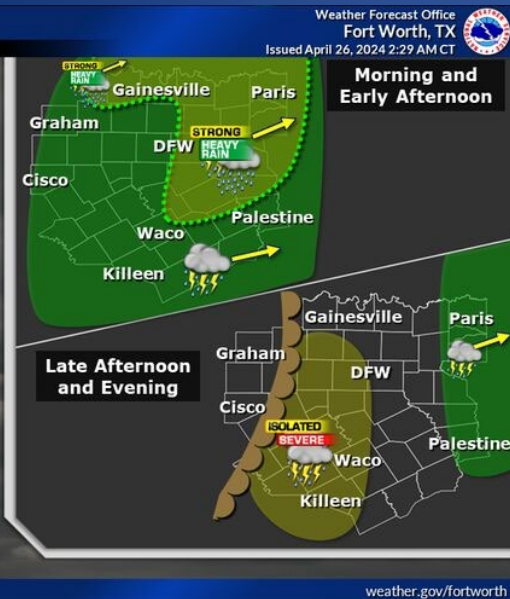 Weather Forecast Office
Fort Worth, TX
Issued April 26, 2024 2:29 AM CT
Morning and
Early Afternoon
STRONG
HEAVY
RAIN
Gainesville
Paris
Graham
STRONG
HEAVY
RAIN
DFW
Cisco
Palestine
Waco
Killeen
Late Afternoon
and Evening
Gainesville
Paris
Graham
DFW
Cisco
ISOLATED
SEVERE
Waco
Palestine
Killeen
weather.gov/fortworth